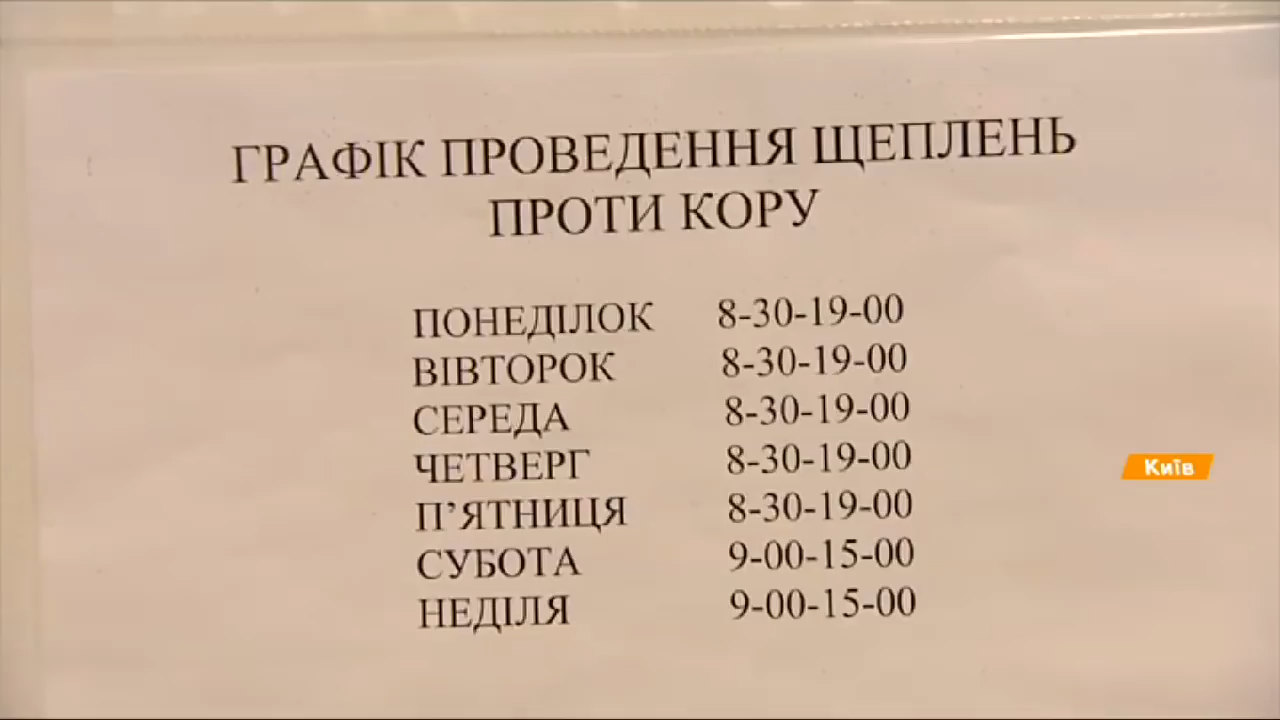 ГРАФІК ПРОВЕДЕННЯ ЩЕПЛЕНЬ
ПРОТИ КОРУ
ПОНЕДІЛОК 8-30-19-00
ВІВТОРОК 8-30-19-00
СЕРЕДА 8-30-19-00
ЧЕТВЕРГ 8-30-19-00
Київ
П’ЯТНИЦЯ 8-30-19-00
СУБОТА 9-00-15-00
НЕДІЛЯ 9-00-15-00